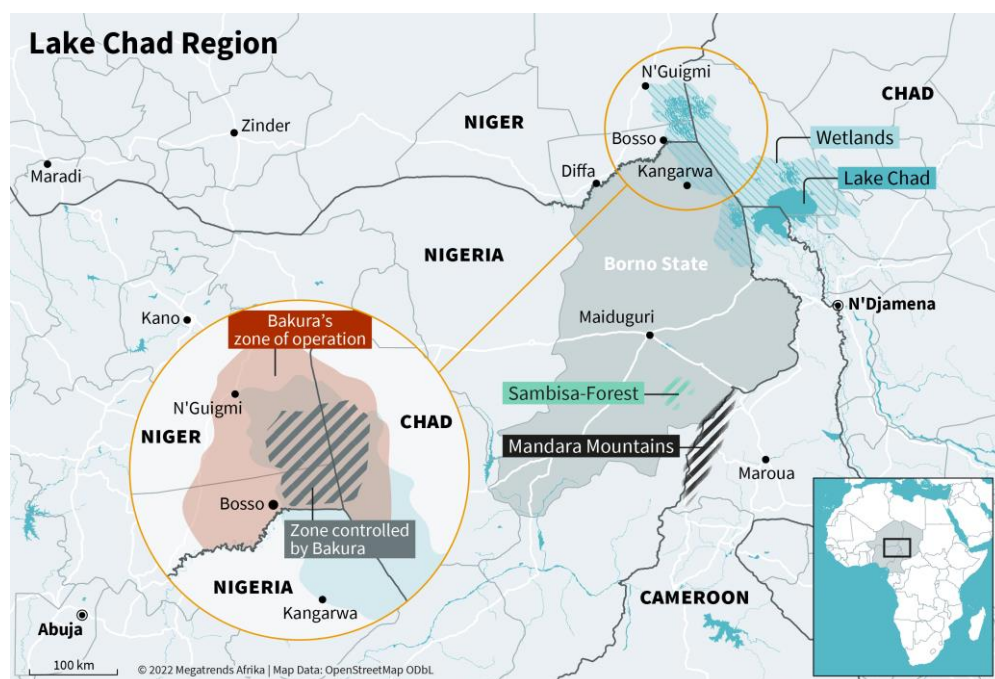 Lake Chad Region
N'Guigmi
CHAD
Zinder
NIGER
Wetlands
Maradi
Bosso
Diffa
Kangarwa
Lake Chad
NIGERIA
Borno State
N'Djamena
Kano
Bakura's
zone of operation
Maiduguri
N'Guigmi
Sambisa-Forest
NIGER
CHAD
Mandara Mountains
Maroua
Bosso
Zone controlled
by Bakura
NIGERIA
Kangarwa
CAMEROON
Abuja
100 km
© 2022 Megatrends Afrika | Map Data: OpenStreetMap ODbL